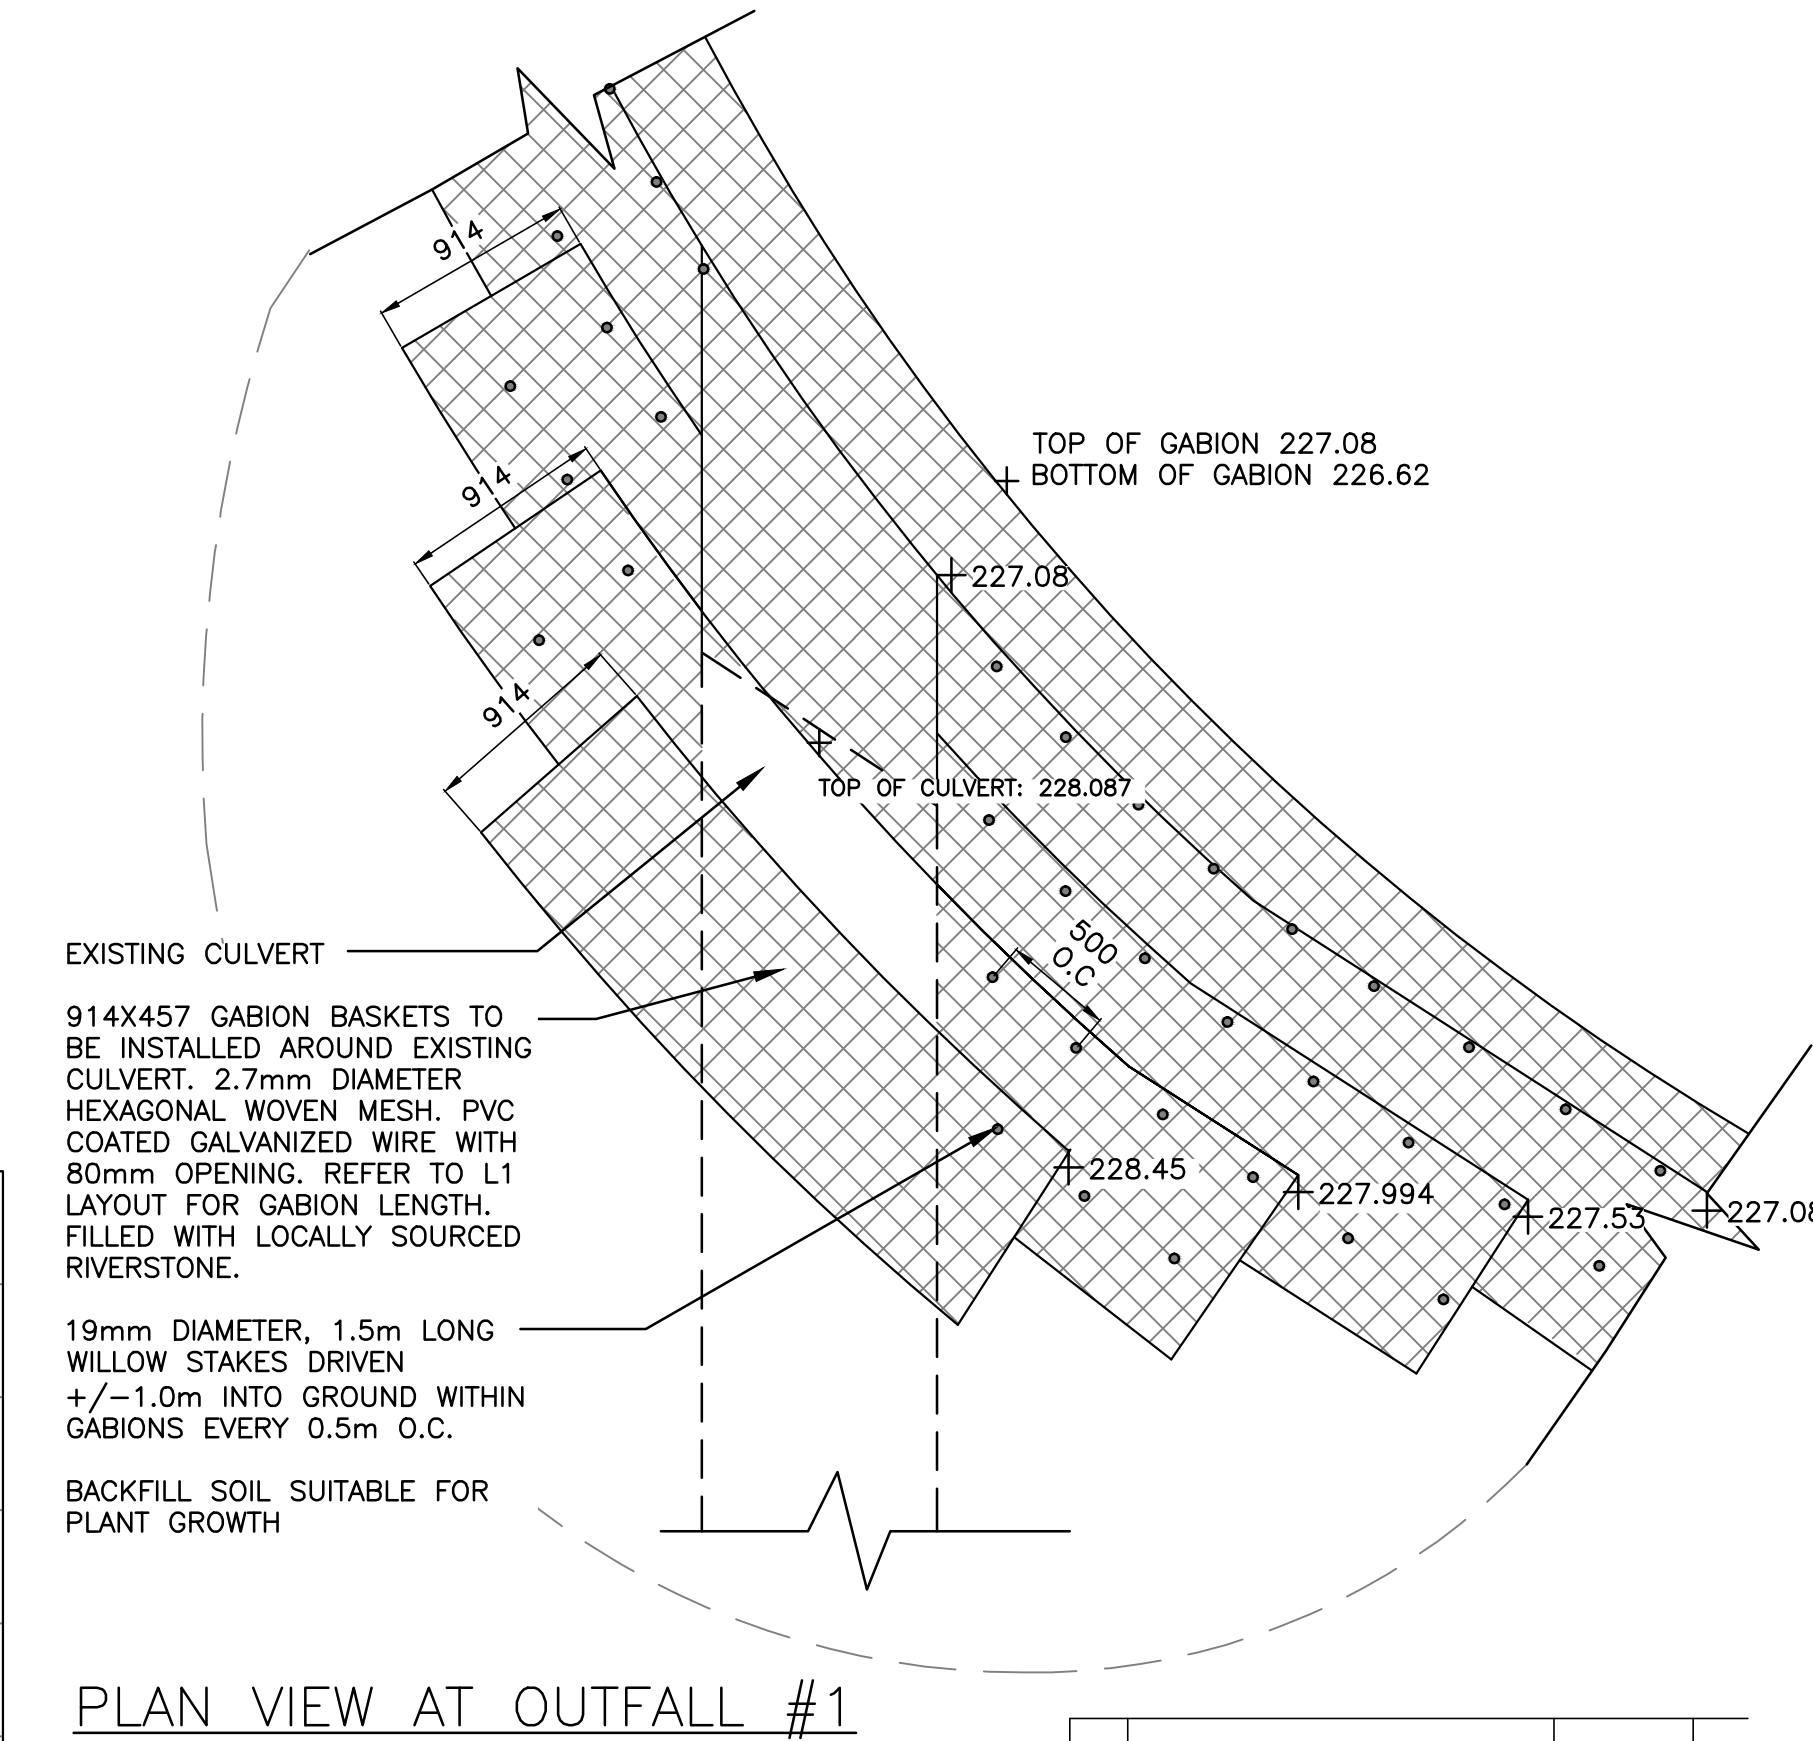 914
914
914
TOP OF GABION 227.08
BOTTOM OF GABION 226.62
227.08
TOP OF CULVERT: 228.087
500
O.C
228.45
227.994
227.53
227.08
EXISTING CULVERT
914X457 GABION BASKETS TO
BE INSTALLED AROUND EXISTING
CULVERT. 2.7mm DIAMETER
HEXAGONAL WOVEN MESH. PVC
COATED GALVANIZED WIRE WITH
80mm OPENING. REFER TO L1
LAYOUT FOR GABION LENGTH.
FILLED WITH LOCALLY SOURCED
RIVERSTONE.
19mm DIAMETER, 1.5m LONG
WILLOW STAKES DRIVEN
+/-1.0m INTO GROUND WITHIN
GABIONS EVERY 0.5m O.C.
BACKFILL SOIL SUITABLE FOR
PLANT GROWTH
PLAN VIEW AT OUTFALL #1